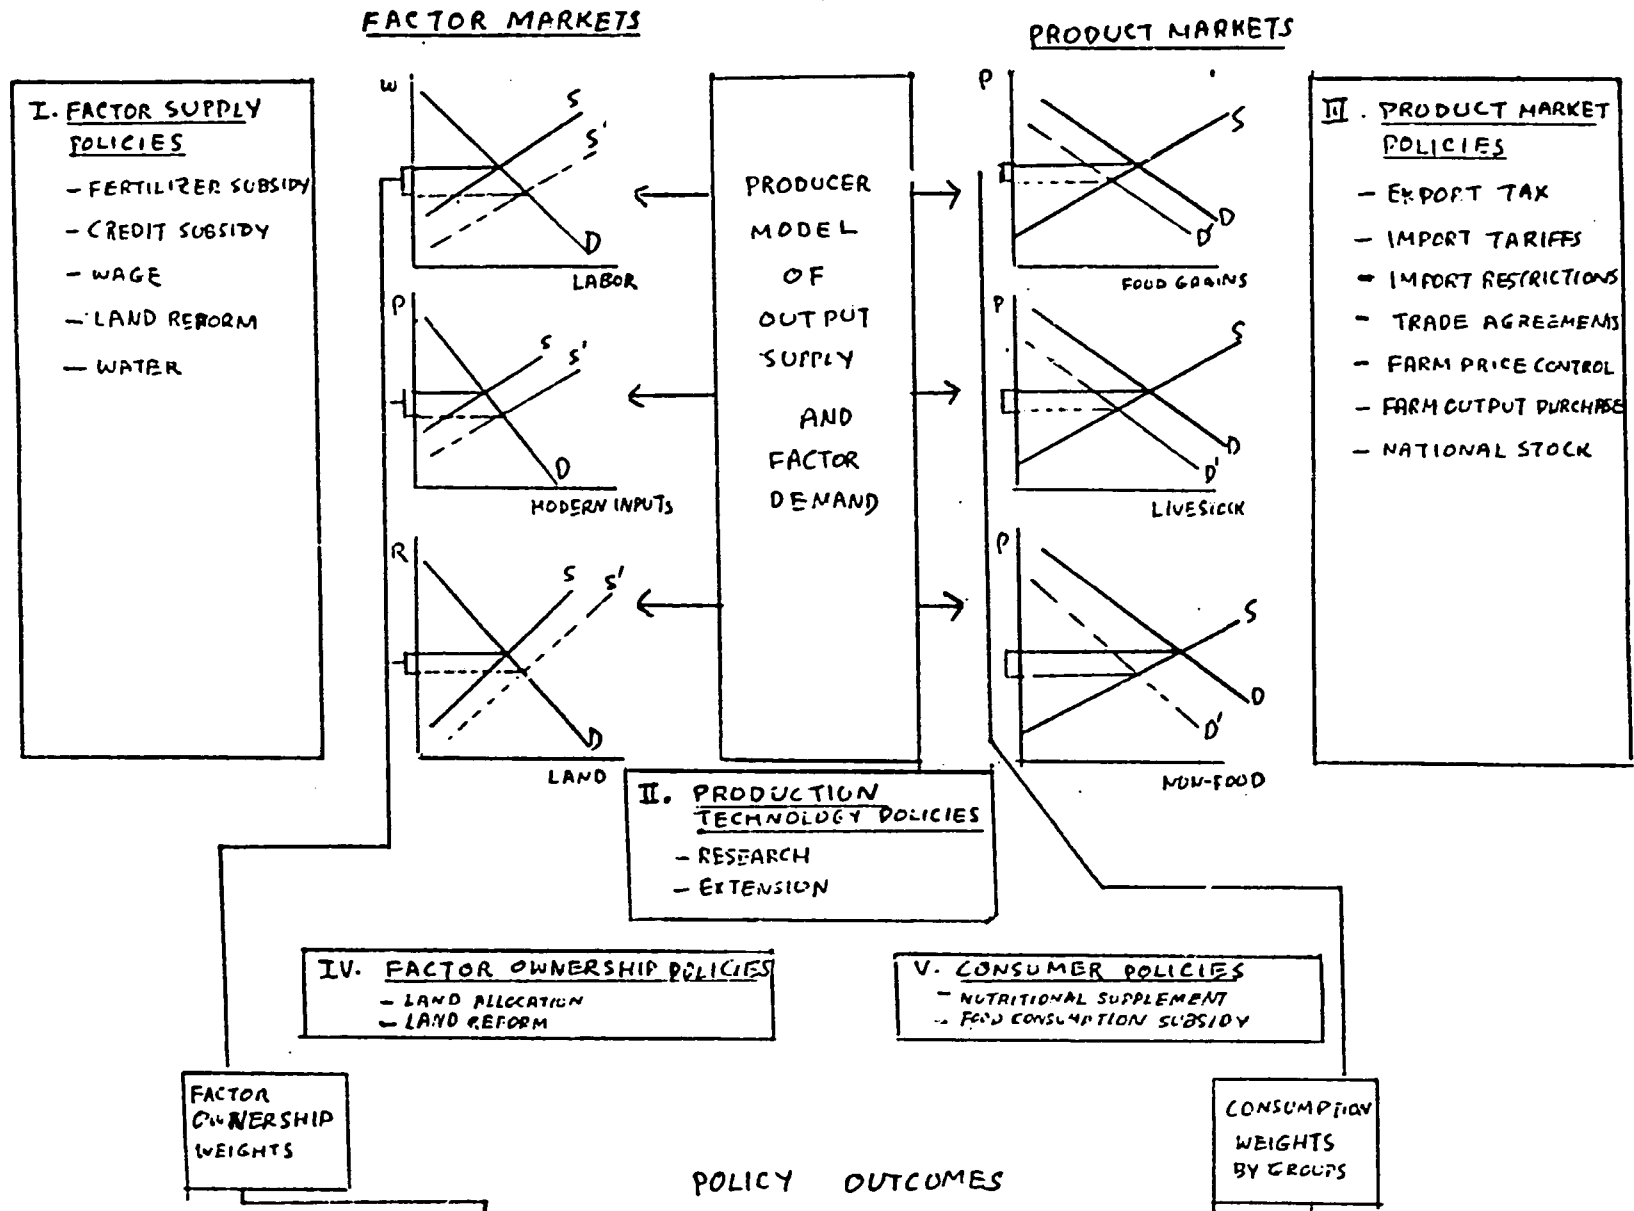 FACTOR MARKETS
PRODUCT MARKETS
I. FACTOR SUPPLY
POLICIES
- FERTILIZER SUBSIDY
- CREDIT SUBSIDY
- WAGE
- LAND REFORM
- WATER
W
S
S'
D
LABOR
P
S
S'
D
MODERN INPUTS
R
S
S'
D
LAND
PRODUCER
MODEL
OF
OUTPUT
SUPPLY
AND
FACTOR
DEMAND
P
S
D
D'
FOOD GRAINS
P
S
D
D'
LIVESTOCK
P
S
D
D'
NON-FOOD
III. PRODUCT MARKET
POLICIES
- EXPORT TAX
- IMPORT TARIFFS
- IMPORT RESTRICTIONS
- TRADE AGREEMENTS
- FARM PRICE CONTROL
- FARM OUTPUT PURCHASE
- NATIONAL STOCK
II. PRODUCTION
TECHNOLOGY POLICIES
- RESEARCH
- EXTENSION
IV. FACTOR OWNERSHIP POLICIES
- LAND ALLOCATION
- LAND REFORM
V. CONSUMER POLICIES
- NUTRITIONAL SUPPLEMENT
- FOOD CONSUMPTION SUBSIDY
FACTOR
OWNERSHIP
WEIGHTS
CONSUMPTION
WEIGHTS
BY GROUPS
POLICY OUTCOMES